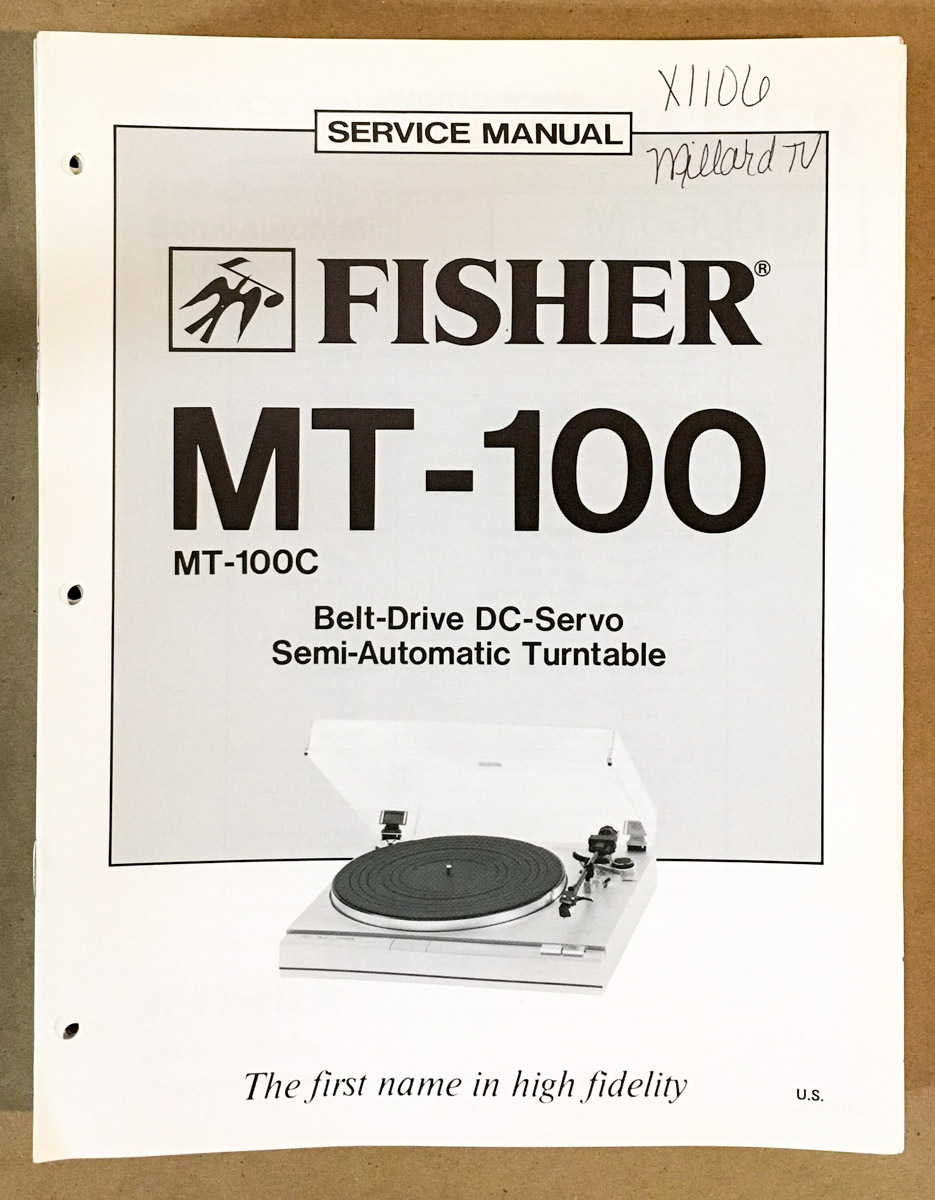 X1106
SERVICE MANUAL
Millard TV
FISHER®
MT-100
MT-100C
Belt-Drive DC-Servo
Semi-Automatic Turntable
The first name in high fidelity
U.S.